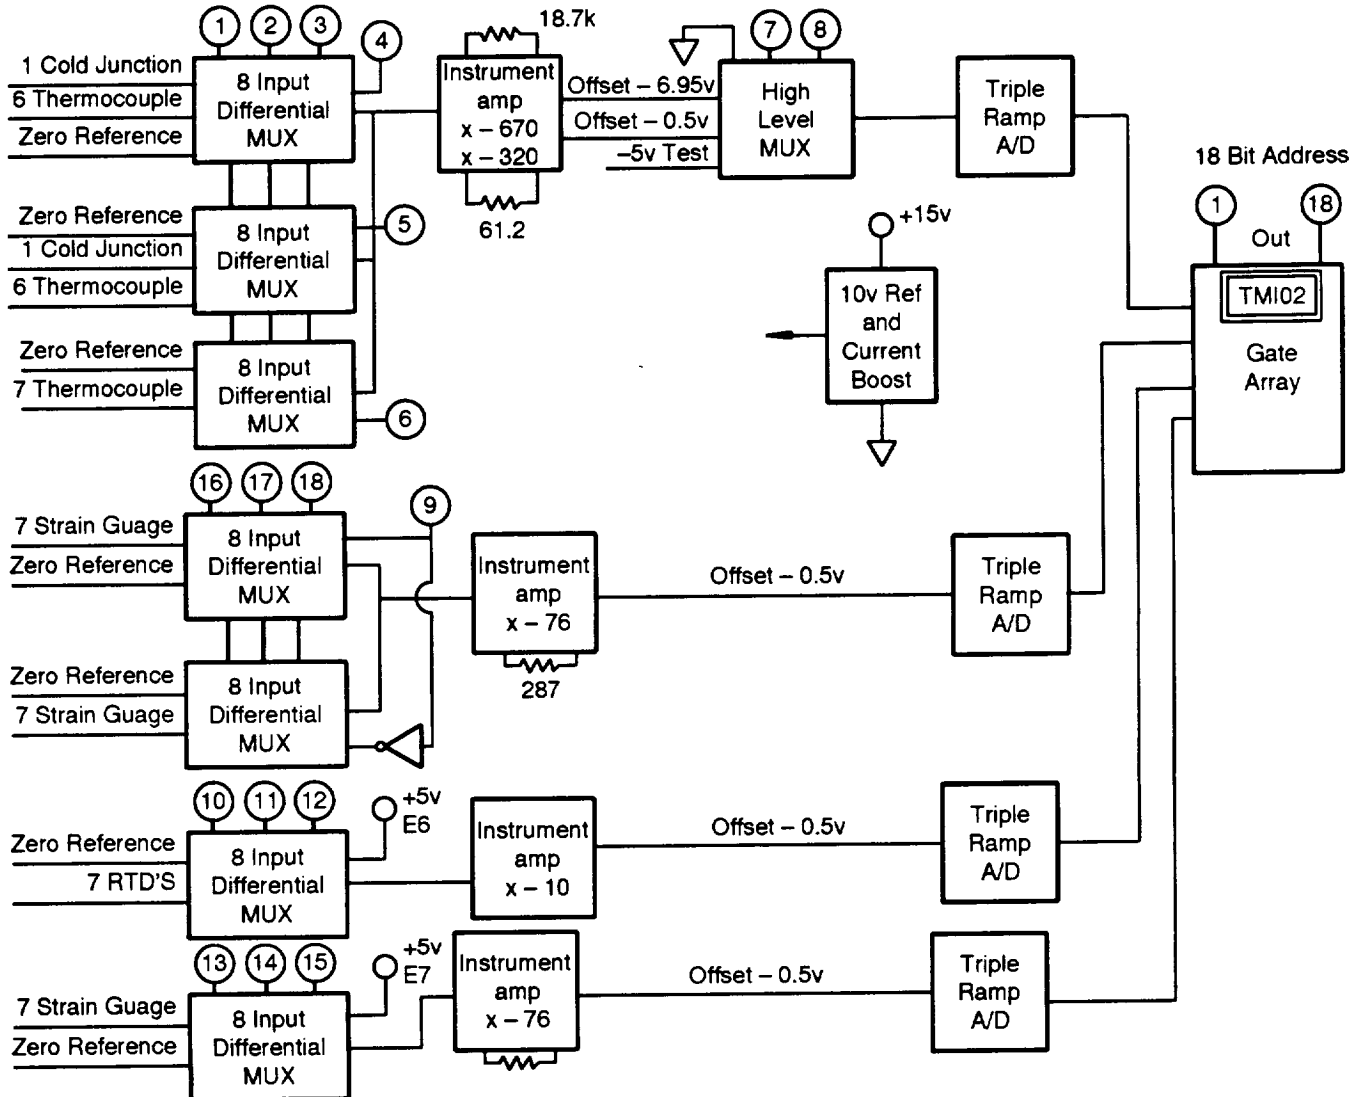 1 2 3 4
18.7k
1 Cold Junction
6 Thermocouple
Zero Reference
8 Input
Differential
MUX
Instrument
amp
x – 670
x – 320
61.2
Offset – 6.95v
Offset – 0.5v
–5v Test
7 8
High
Level
MUX
Triple
Ramp
A/D
18 Bit Address
1 18
Out
TMI02
Gate
Array
Zero Reference
1 Cold Junction
6 Thermocouple
8 Input
Differential
MUX
5
+15v
10v Ref
and
Current
Boost
Zero Reference
7 Thermocouple
8 Input
Differential
MUX
6
16 17 18
9
7 Strain Guage
Zero Reference
8 Input
Differential
MUX
Instrument
amp
x – 76
287
Offset – 0.5v
Triple
Ramp
A/D
Zero Reference
7 Strain Guage
8 Input
Differential
MUX
10 11 12
+5v
E6
Zero Reference
7 RTD'S
8 Input
Differential
MUX
Instrument
amp
x – 10
Offset – 0.5v
Triple
Ramp
A/D
13 14 15
+5v
E7
7 Strain Guage
Zero Reference
8 Input
Differential
MUX
Instrument
amp
x – 76
Offset – 0.5v
Triple
Ramp
A/D